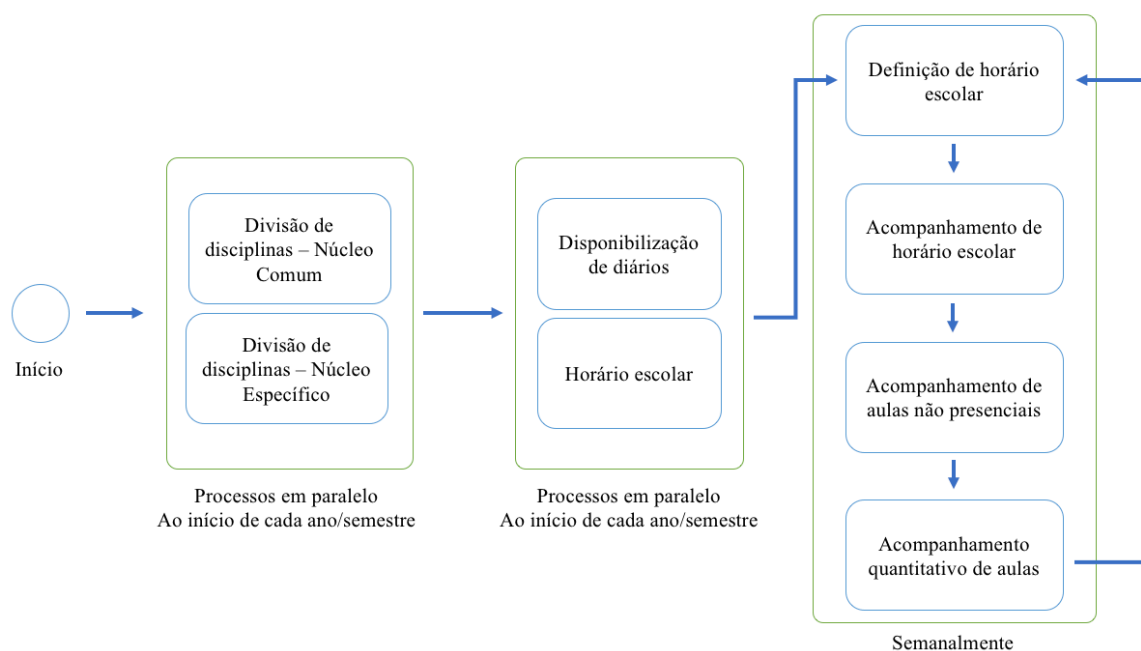 Início
Divisão de
disciplinas – Núcleo
Comum
Divisão de
disciplinas – Núcleo
Específico
Processos em paralelo
Ao início de cada ano/semestre
Disponibilização
de diários
Horário escolar
Processos em paralelo
Ao início de cada ano/semestre
Definição de horário
escolar
Acompanhamento de
horário escolar
Acompanhamento de
aulas não presenciais
Acompanhamento
quantitativo de aulas
Semanalmente